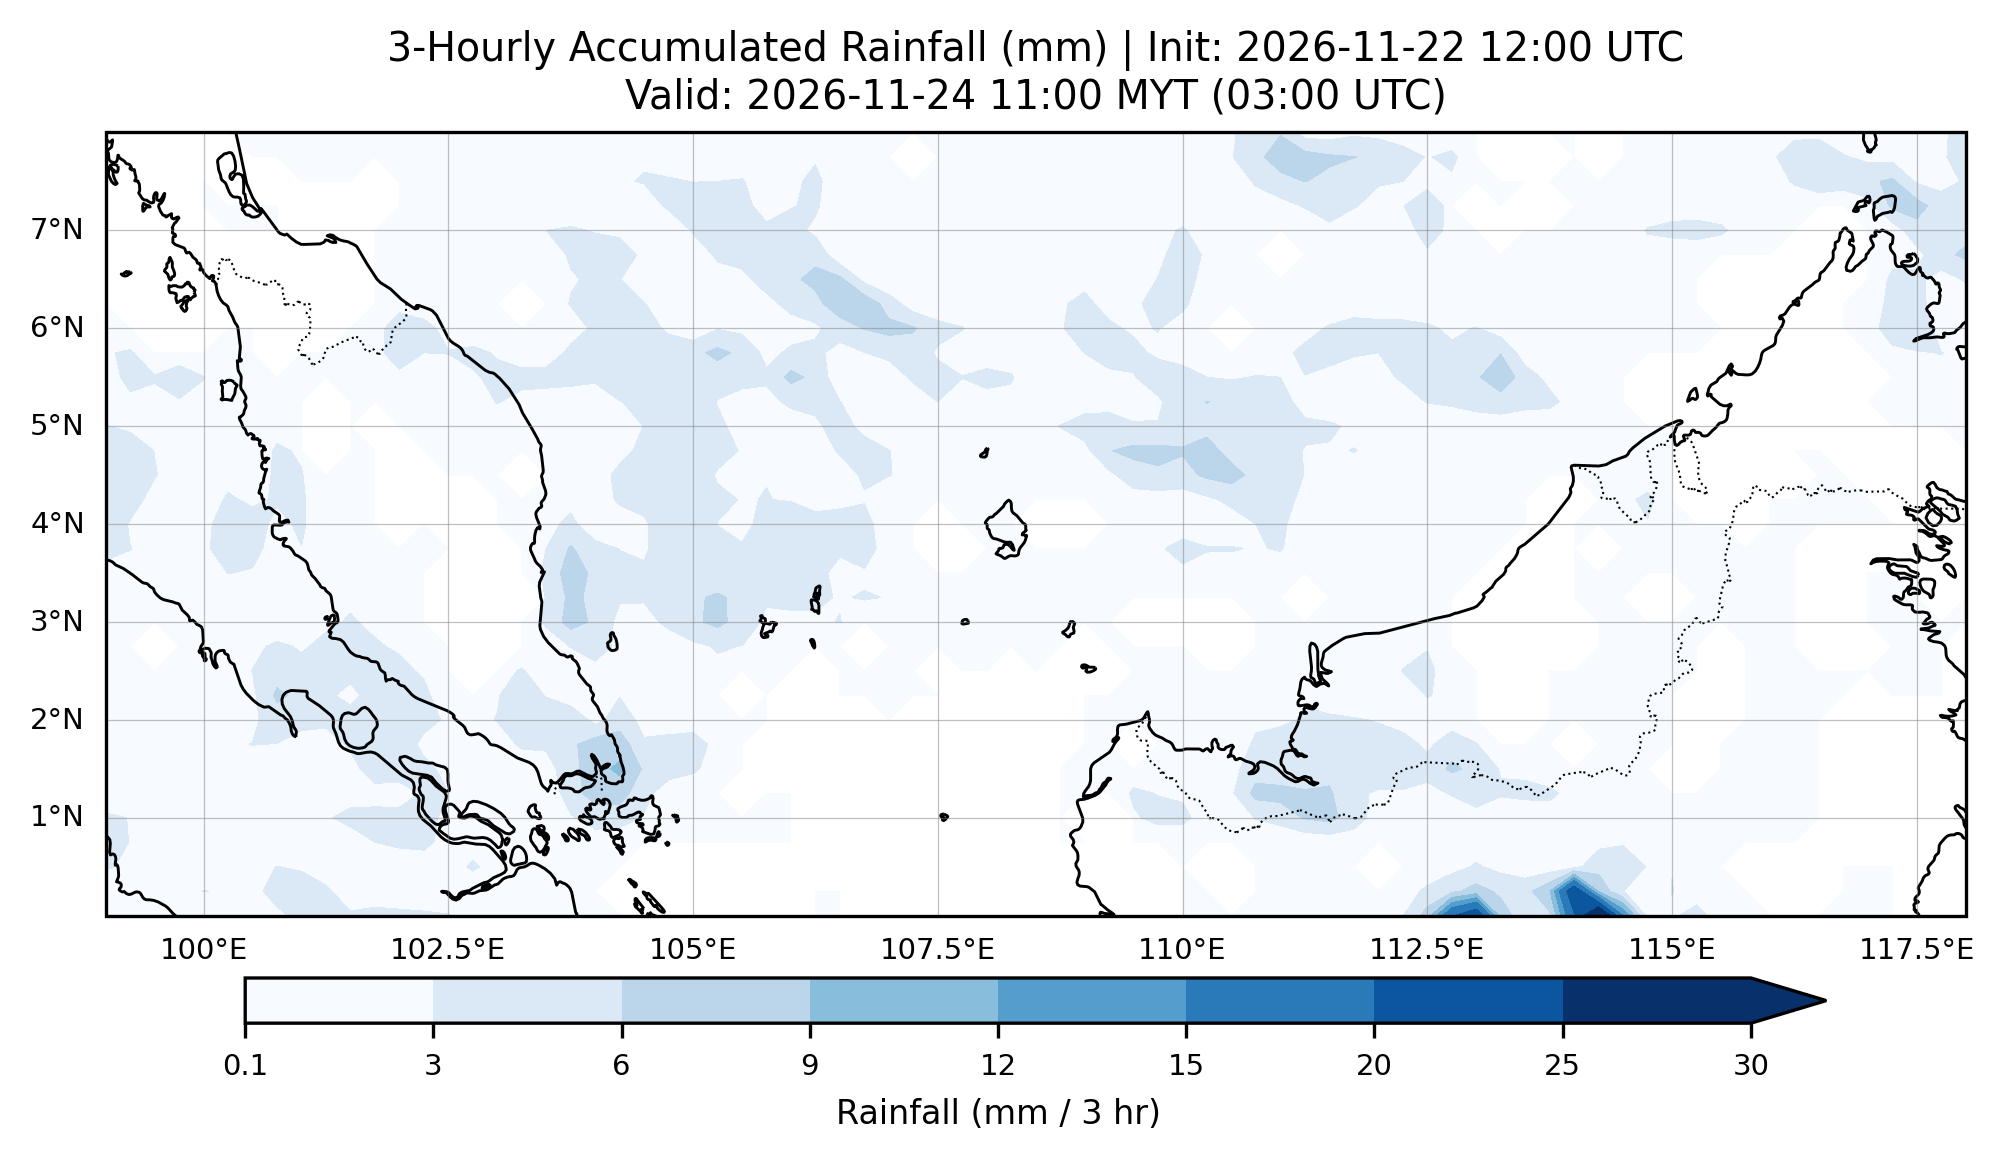 3-Hourly Accumulated Rainfall (mm) | Init: 2026-11-22 12:00 UTC
Valid: 2026-11-24 11:00 MYT (03:00 UTC)
7°N
6°N
5°N
4°N
3°N
2°N
1°N
100°E 102.5°E 105°E 107.5°E 110°E 112.5°E 115°E 117.5°E
0.1 3 6 9 12 15 20 25 30
Rainfall (mm / 3 hr)